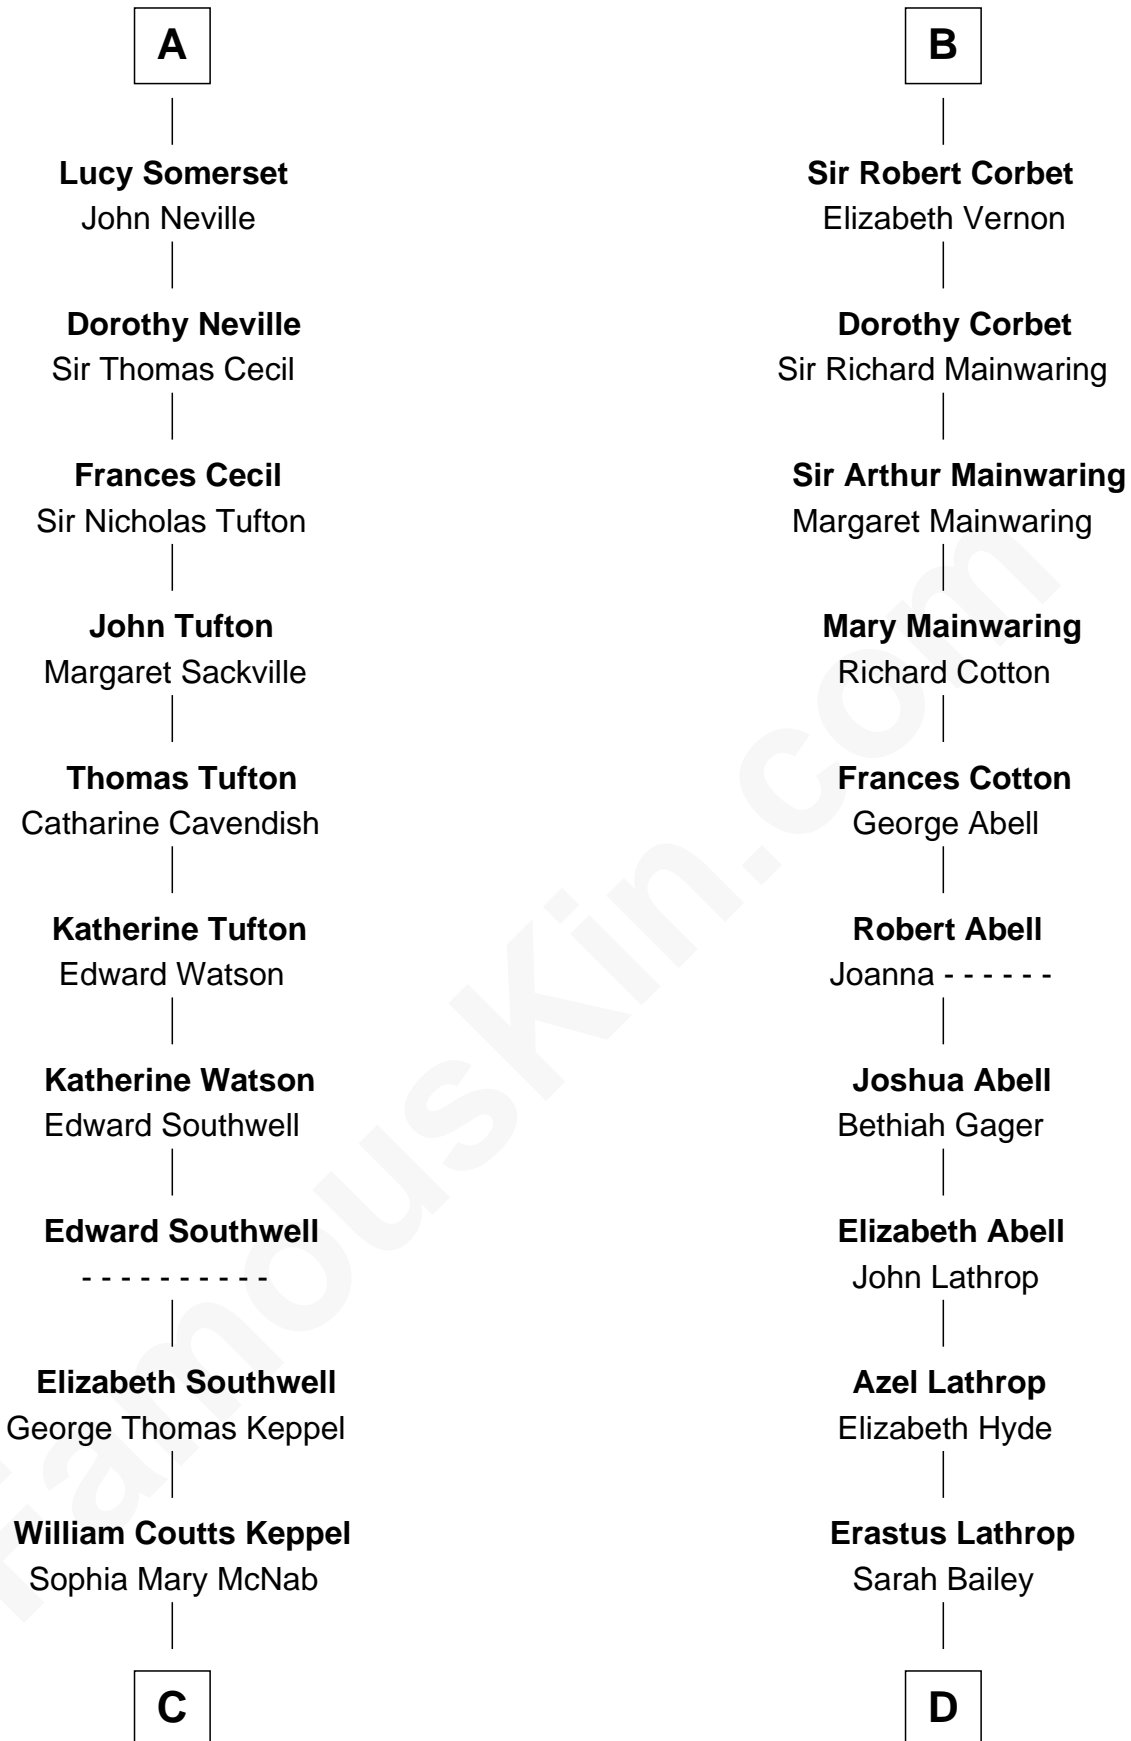 A
Lucy Somerset
John Neville
Dorothy Neville
Sir Thomas Cecil
Frances Cecil
Sir Nicholas Tufton
John Tufton
Margaret Sackville
Thomas Tufton
Catharine Cavendish
Katherine Tufton
Edward Watson
Katherine Watson
Edward Southwell
Edward Southwell
- - - - - - - - - -
Elizabeth Southwell
George Thomas Keppel
William Coutts Keppel
Sophia Mary McNab
C
B
Sir Robert Corbet
Elizabeth Vernon
Dorothy Corbet
Sir Richard Mainwaring
Sir Arthur Mainwaring
Margaret Mainwaring
Mary Mainwaring
Richard Cotton
Frances Cotton
George Abell
Robert Abell
Joanna - - - - - -
Joshua Abell
Bethiah Gager
Elizabeth Abell
John Lathrop
Azel Lathrop
Elizabeth Hyde
Erastus Lathrop
Sarah Bailey
D
FamousKin.com